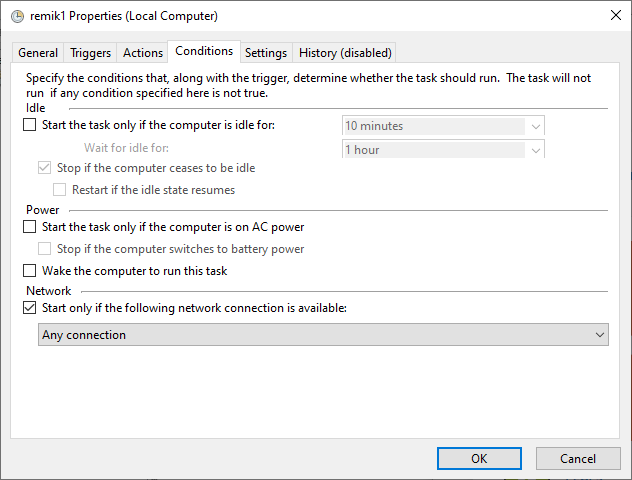 remik1 Properties (Local Computer)
General Triggers Actions Conditions Settings History (disabled)
Specify the conditions that, along with the trigger, determine whether the task should run. The task will not
run if any condition specified here is not true.
Idle
Start the task only if the computer is idle for: 10 minutes
Wait for idle for: 1 hour
Stop if the computer ceases to be idle
Restart if the idle state resumes
Power
Start the task only if the computer is on AC power
Stop if the computer switches to battery power
Wake the computer to run this task
Network
Start only if the following network connection is available:
Any connection
OK Cancel